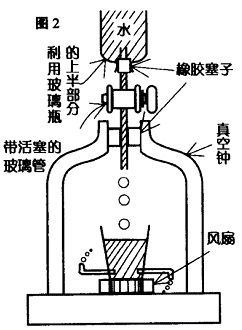 图2
水
利用玻璃瓶
的上半部分
橡胶塞子
带活塞的
玻璃管
真空钟
风扇